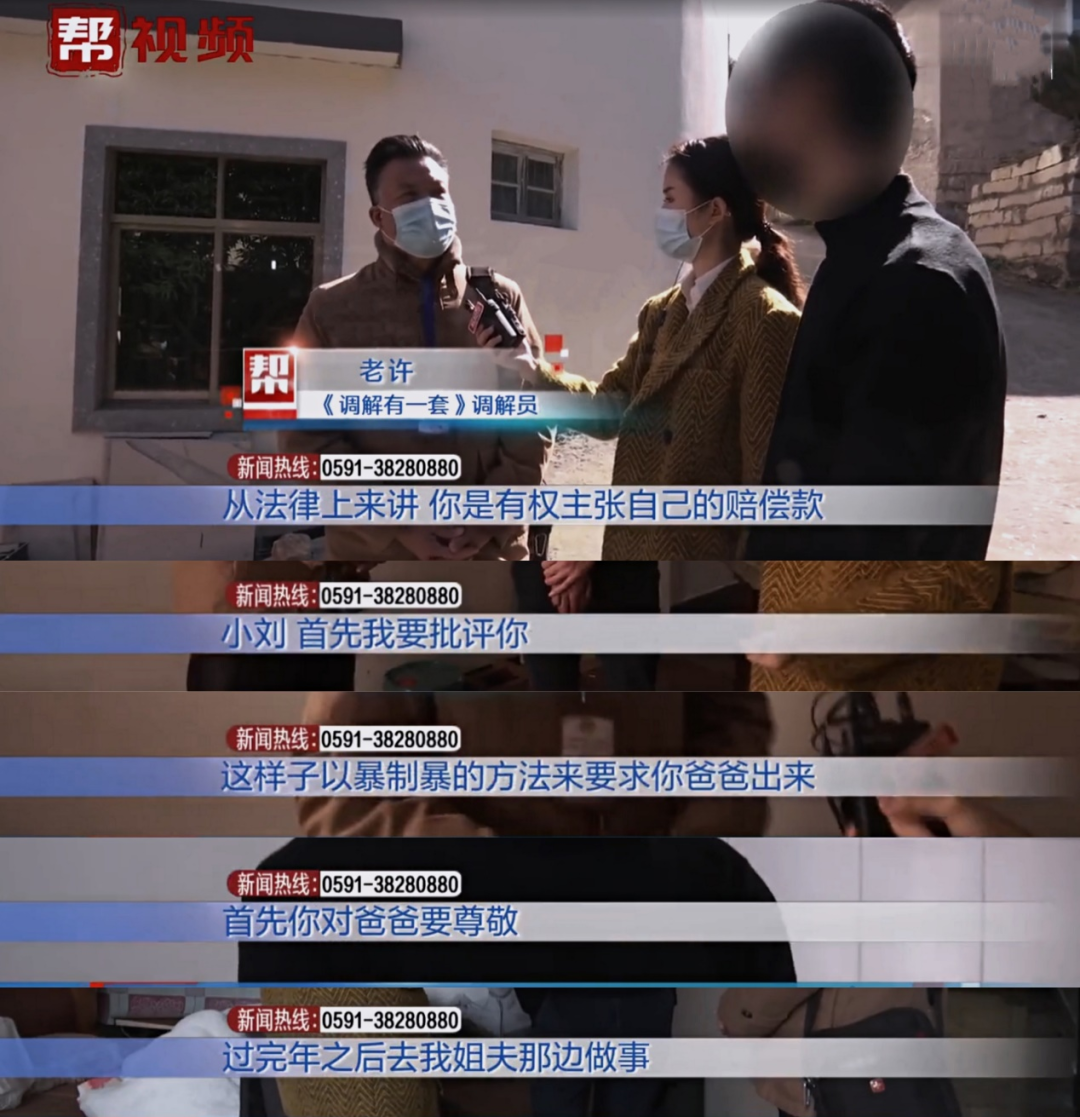 帮视频
帮
老许
《调解有一套》调解员
新闻热线:0591-38280880
从法律上来讲 你是有权主张自己的赔偿款
新闻热线:0591-38280880
小刘 首先我要批评你
新闻热线:0591-38280880
这样子以暴制暴的方法来要求你爸爸出来
新闻热线:0591-38280880
首先你对爸爸要尊敬
新闻热线:0591-38280880
过完年之后去我姐夫那边做事